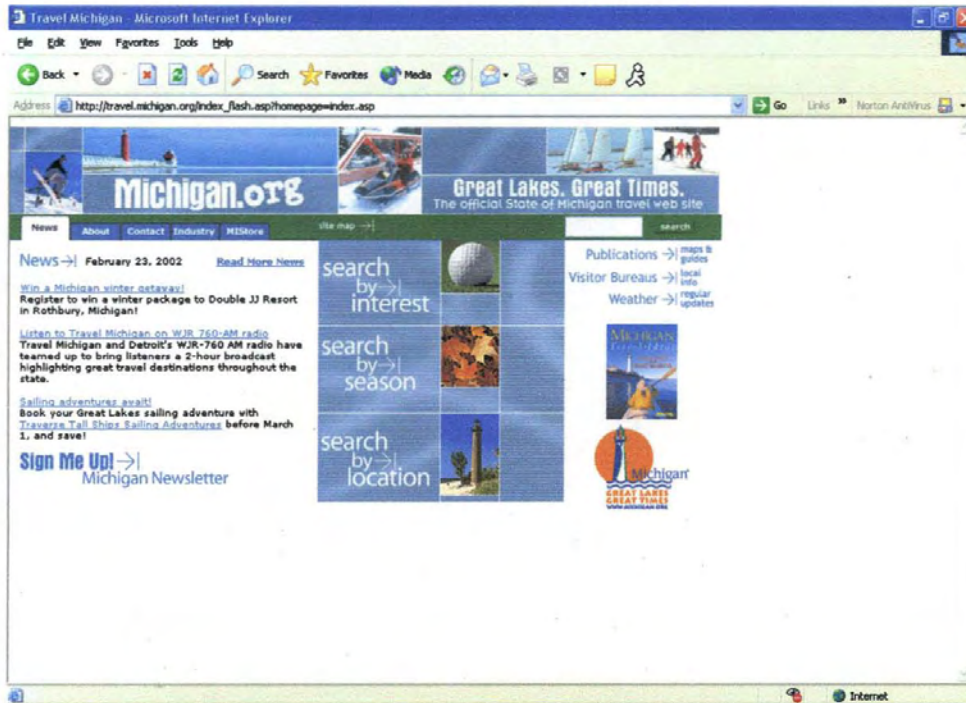 Travel Michigan - Microsoft Internet Explorer
File Edit View Favorites Tools Help
Back Search Favorites Media
Address http://travel.michigan.org/index_flash.asp?homepage=index.asp Go Links » Norton AntiVirus
Michigan.org
Great Lakes. Great Times.
The official State of Michigan travel web site
News About Contact Industry MIStore site map search
News February 23, 2002 Read More News
Win a Michigan winter getaway!
Register to win a winter package to Double JJ Resort
in Rothbury, Michigan!
Listen to Travel Michigan on WJR 760-AM radio
Travel Michigan and Detroit's WJR-760 AM radio have
teamed up to bring listeners a 2-hour broadcast
highlighting great travel destinations throughout the
state.
Sailing adventures await!
Book your Great Lakes sailing adventure with
Traverse Tall Ships Sailing Adventures before March
1, and save!
Sign Me Up!
Michigan Newsletter
search
by
interest
search
by
season
search
by
location
Publications maps &
guides
Visitor Bureaus local
info
Weather regular
updates
MICHIGAN
Michigan
GREAT LAKES
GREAT TIMES
WWW.MICHIGAN.ORG
Internet